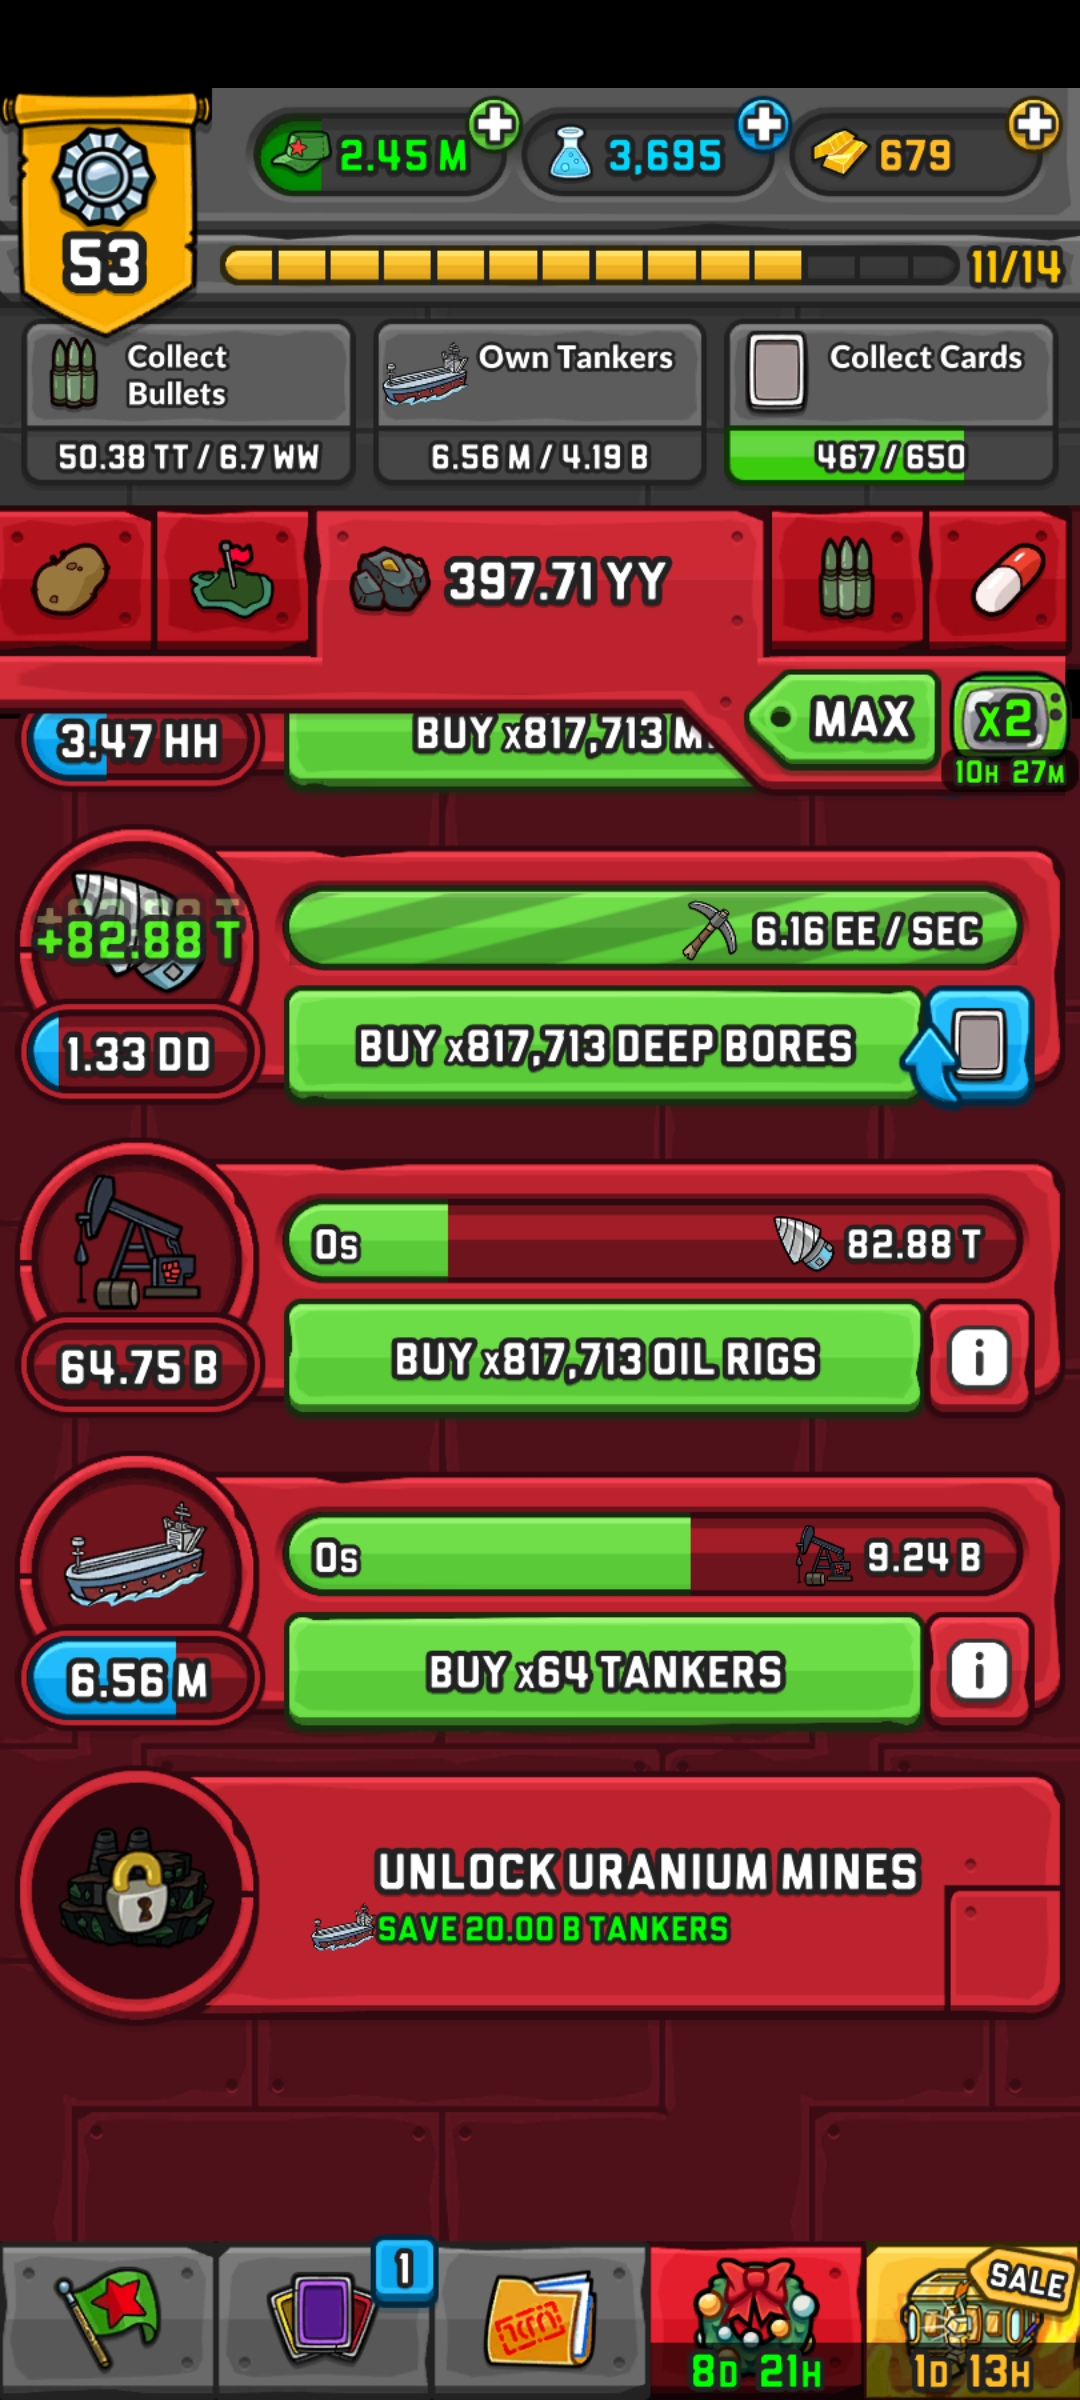 2.45 M
3,695
679
53
11/14
Collect
Bullets
Own Tankers
Collect Cards
50.38 TT / 6.7 WW
6.56 M / 4.19 B
467 / 650
397.71 YY
MAX
x2
10H 27M
3.47 HH
BUY x817,713 M
+82.88 T
6.16 EE / SEC
1.33 DD
BUY x817,713 DEEP BORES
0s
82.88 T
64.75 B
BUY x817,713 OIL RIGS
i
0s
9.24 B
6.56 M
BUY x64 TANKERS
i
UNLOCK URANIUM MINES
SAVE 20.00 B TANKERS
1
SALE
8D 21H
1D 13H